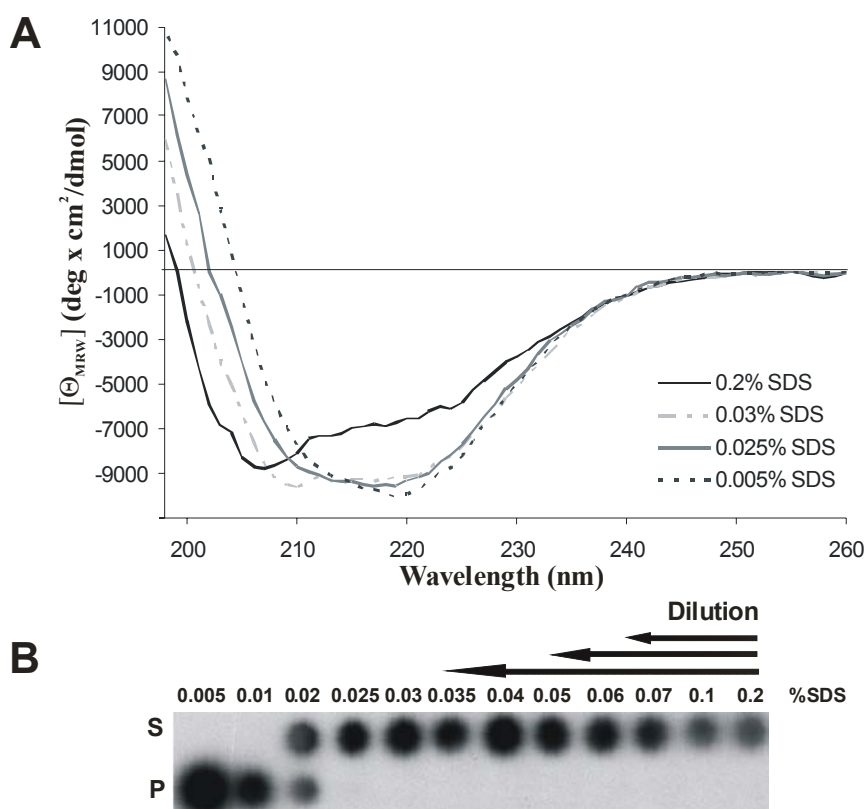 A
11000
9000
7000
5000
3000
1000
-1000
-3000
-5000
-7000
-9000
[ΘMRW] (deg x cm²/dmol)
0.2% SDS
0.03% SDS
0.025% SDS
0.005% SDS
200 210 220 230 240 250 260
Wavelength (nm)
B
Dilution
0.005 0.01 0.02 0.025 0.03 0.035 0.04 0.05 0.06 0.07 0.1 0.2 %SDS
S
P